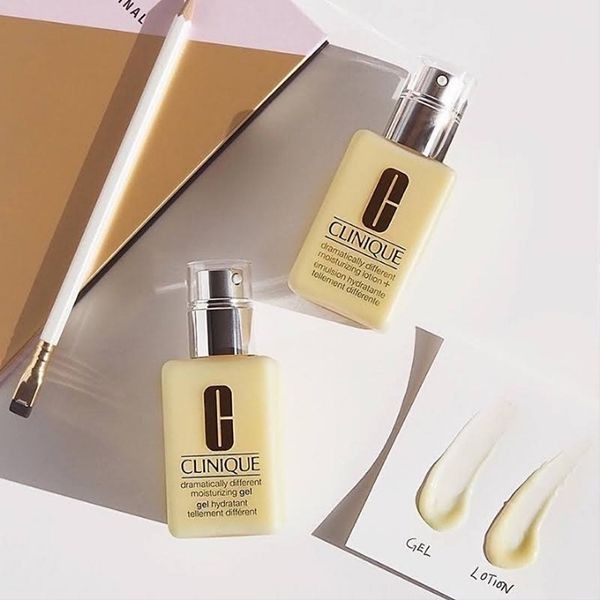 INAL
C
CLINIQUE
dramatically different
moisturizing lotion+
émulsion hydratante
tellement différente
C
CLINIQUE
dramatically different
moisturizing gel
gel hydratant
tellement différent
GEL
LOTION